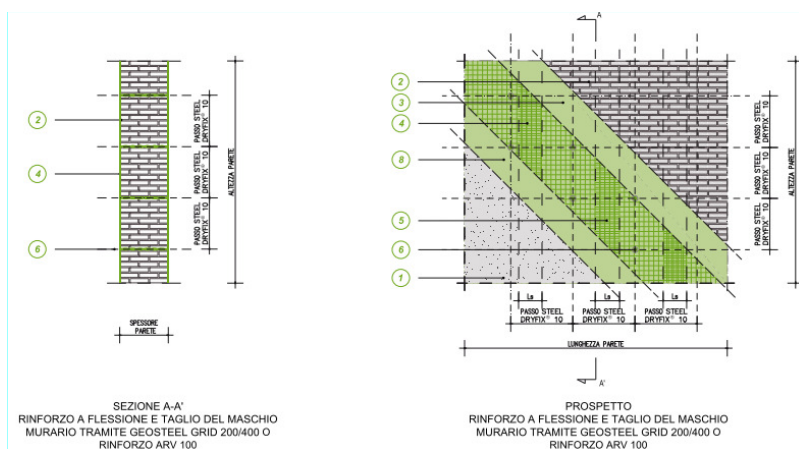 A
2
4
6
PASSO STEEL DRYFIX® 10
PASSO STEEL DRYFIX® 10
PASSO STEEL DRYFIX® 10
ALTEZZA PARETE
SPESSORE
PARETE
2
3
4
8
5
6
1
PASSO STEEL DRYFIX® 10
PASSO STEEL DRYFIX® 10
PASSO STEEL DRYFIX® 10
ALTEZZA PARETE
La
La
La
PASSO STEEL
DRYFIX® 10
PASSO STEEL
DRYFIX® 10
PASSO STEEL
DRYFIX® 10
LUNGHEZZA PARETE
A'
SEZIONE A-A'
RINFORZO A FLESSIONE E TAGLIO DEL MASCHIO
MURARIO TRAMITE GEOSTEEL GRID 200/400 O
RINFORZO ARV 100
PROSPETTO
RINFORZO A FLESSIONE E TAGLIO DEL MASCHIO
MURARIO TRAMITE GEOSTEEL GRID 200/400 O
RINFORZO ARV 100